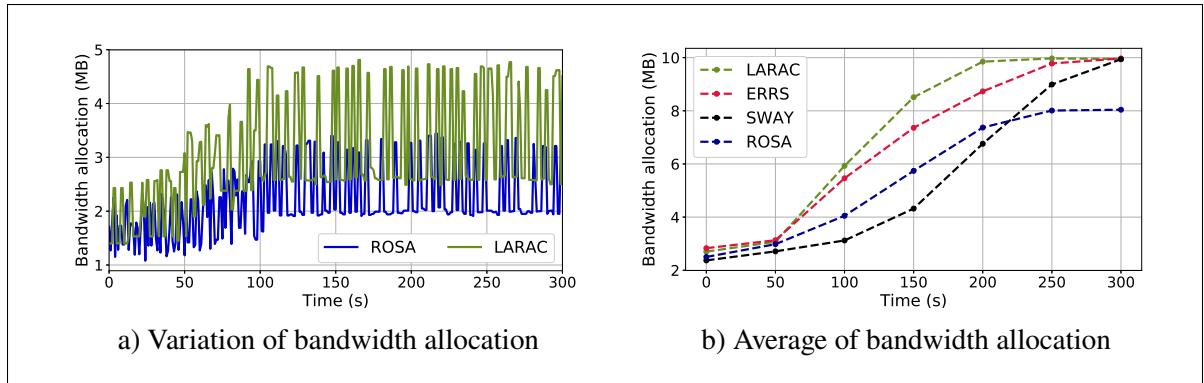 Bandwidth allocation (MB)
5
4
3
2
1
0
50
100
150
200
250
300
Time (s)
ROSA
LARAC
a) Variation of bandwidth allocation
Bandwidth allocation (MB)
10
8
6
4
2
0
50
100
150
200
250
300
Time (s)
LARAC
ERRS
SWAY
ROSA
b) Average of bandwidth allocation